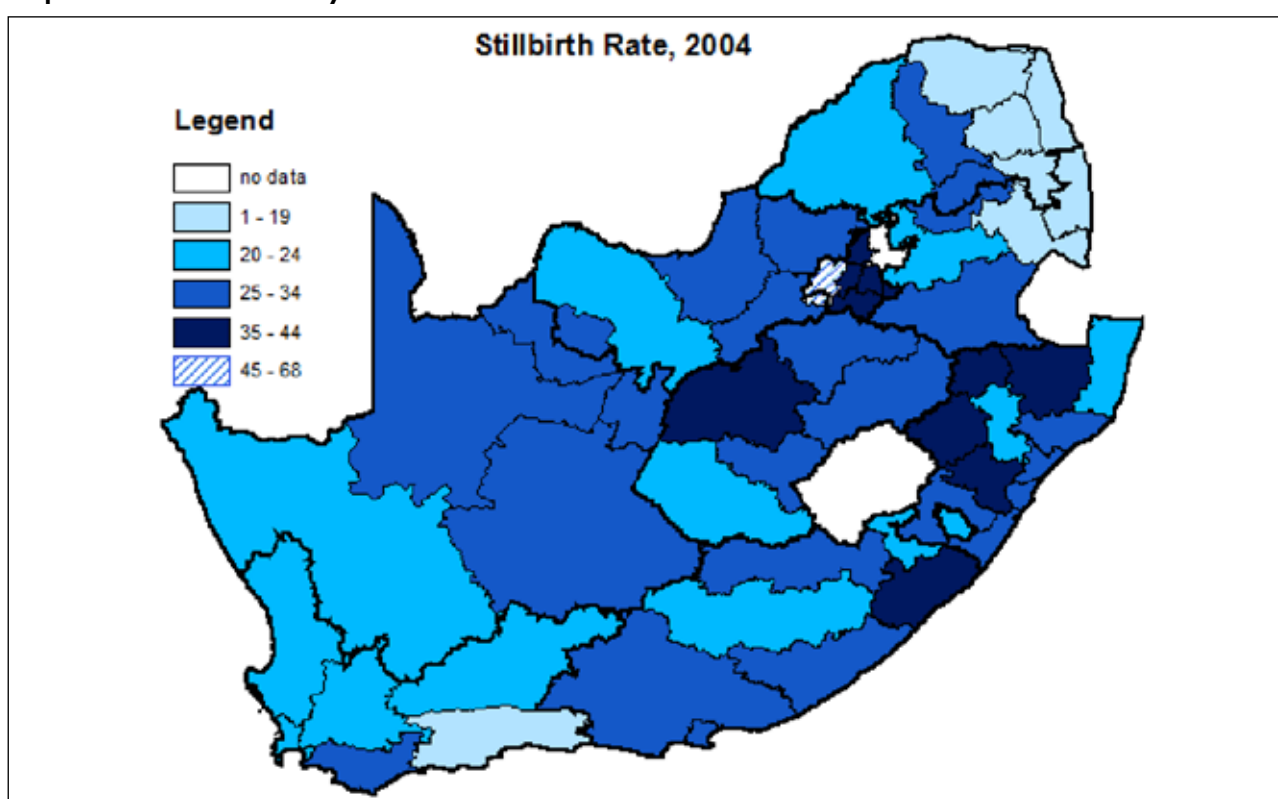 Stillbirth Rate, 2004
Legend
no data
1 - 19
20 - 24
25 - 34
35 - 44
45 - 68